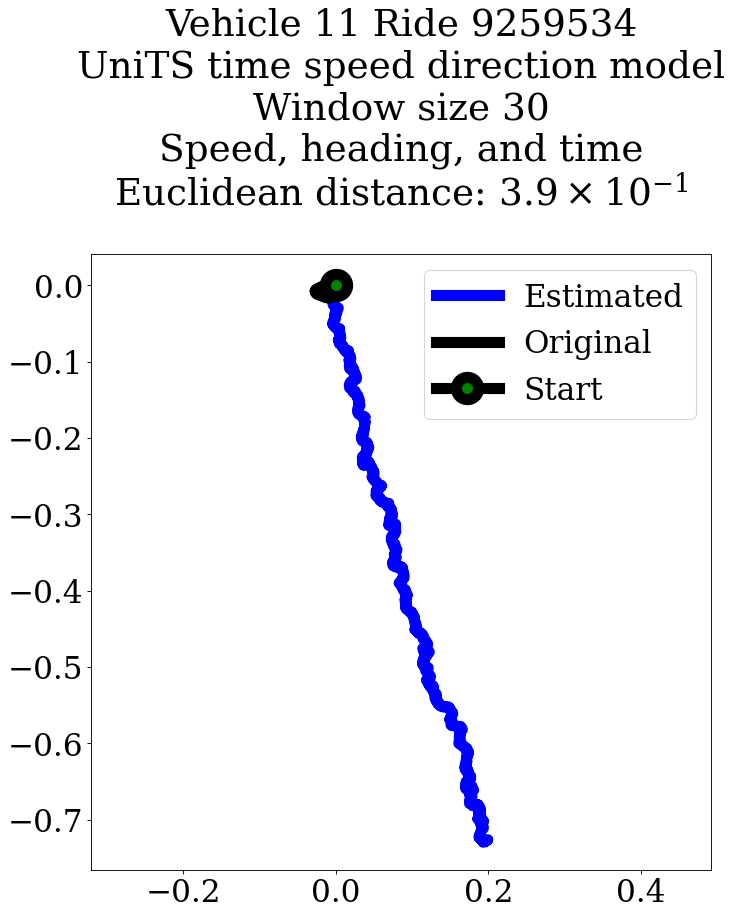 Vehicle 11 Ride 9259534
UniTS time speed direction model
Window size 30
Speed, heading, and time
Euclidean distance: 3.9 × 10⁻¹
Estimated
Original
Start
0.0
−0.1
−0.2
−0.3
−0.4
−0.5
−0.6
−0.7
−0.2 0.0 0.2 0.4